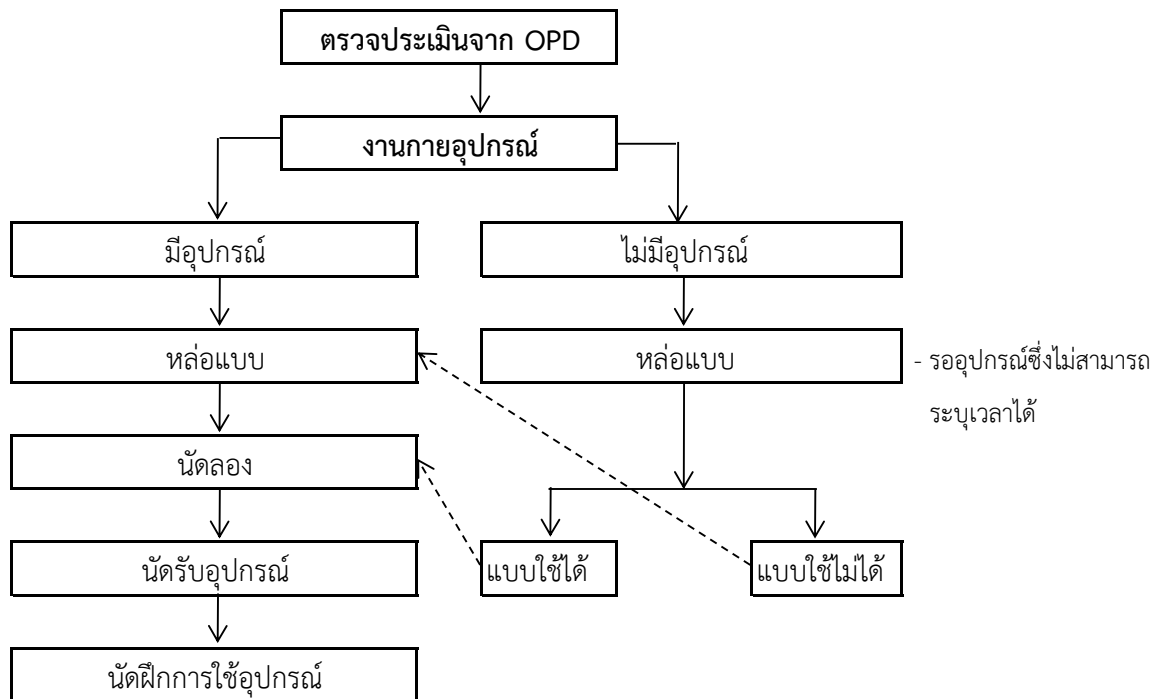 ตรวจประเมินจาก OPD
งานกายอุปกรณ์
มีอุปกรณ์
ไม่มีอุปกรณ์
หล่อแบบ
หล่อแบบ
- รออุปกรณ์ซึ่งไม่สามารถ
ระบุเวลาได้
นัดลอง
นัดรับอุปกรณ์
แบบใช้ได้
แบบใช้ไม่ได้
นัดฝึกการใช้อุปกรณ์